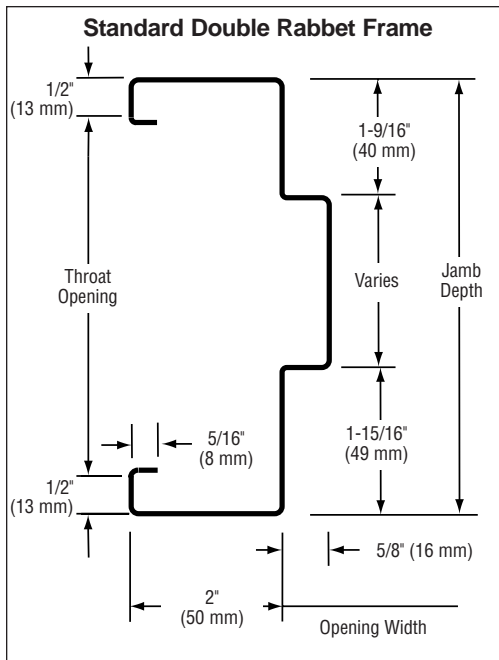 Standard Double Rabbet Frame
1/2"
(13 mm)
1-9/16"
(40 mm)
Throat
Opening
Varies
Jamb
Depth
5/16"
(8 mm)
1-15/16"
(49 mm)
1/2"
(13 mm)
5/8" (16 mm)
2"
(50 mm)
Opening Width